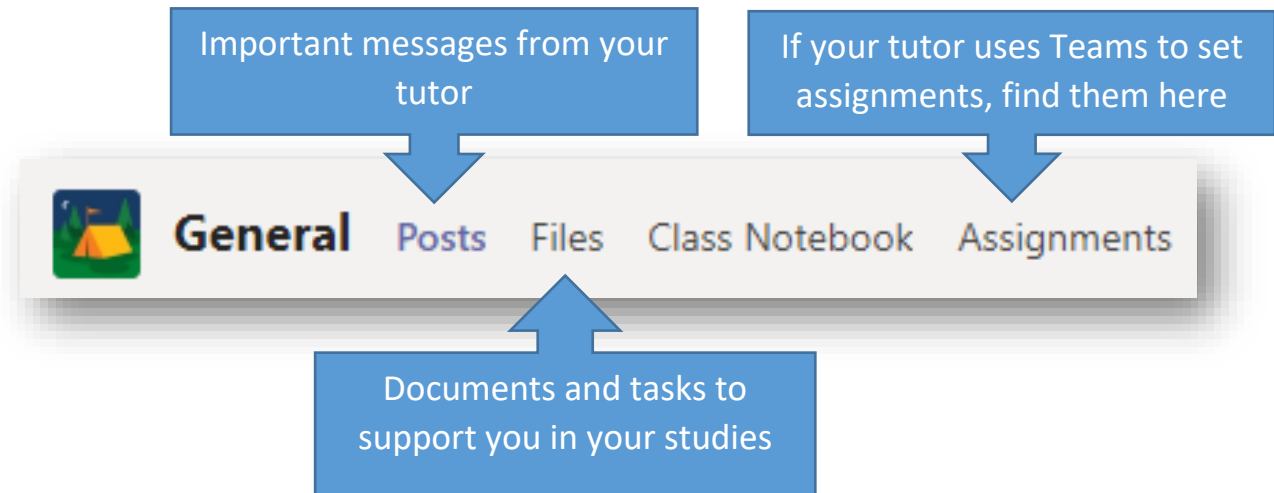 Important messages from your
tutor
If your tutor uses Teams to set
assignments, find them here
General Posts Files Class Notebook Assignments
Documents and tasks to
support you in your studies